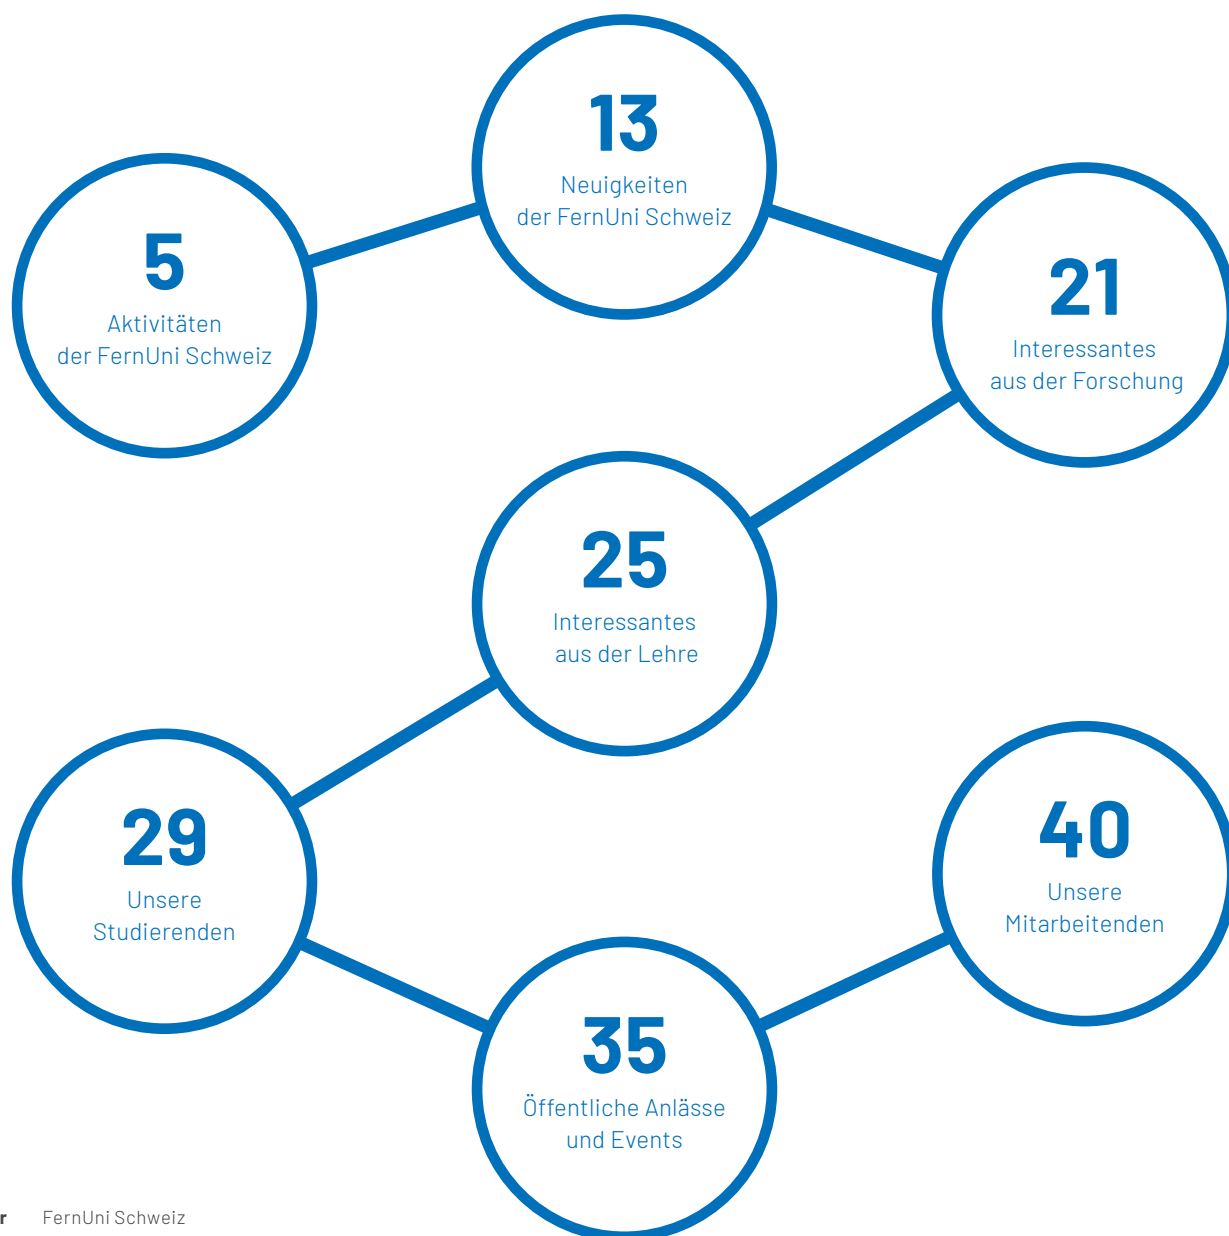 5
Aktivitäten
der FernUni Schweiz
13
Neuigkeiten
der FernUni Schweiz
21
Interessantes
aus der Forschung
25
Interessantes
aus der Lehre
29
Unsere
Studierenden
35
Öffentliche Anlässe
und Events
40
Unsere
Mitarbeitenden
FernUni Schweiz